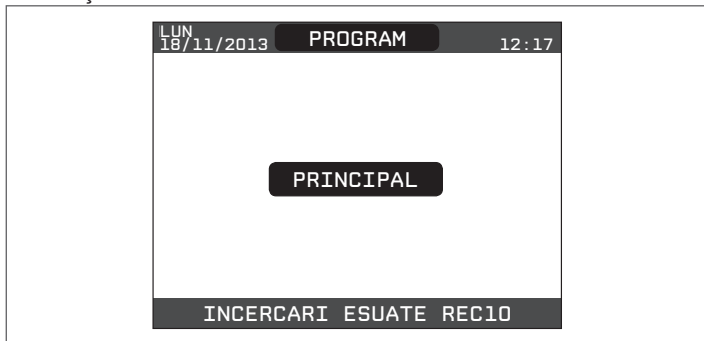 LUN
18/11/2013 PROGRAM 12:17
PRINCIPAL
INCERCARI ESUATE REC10